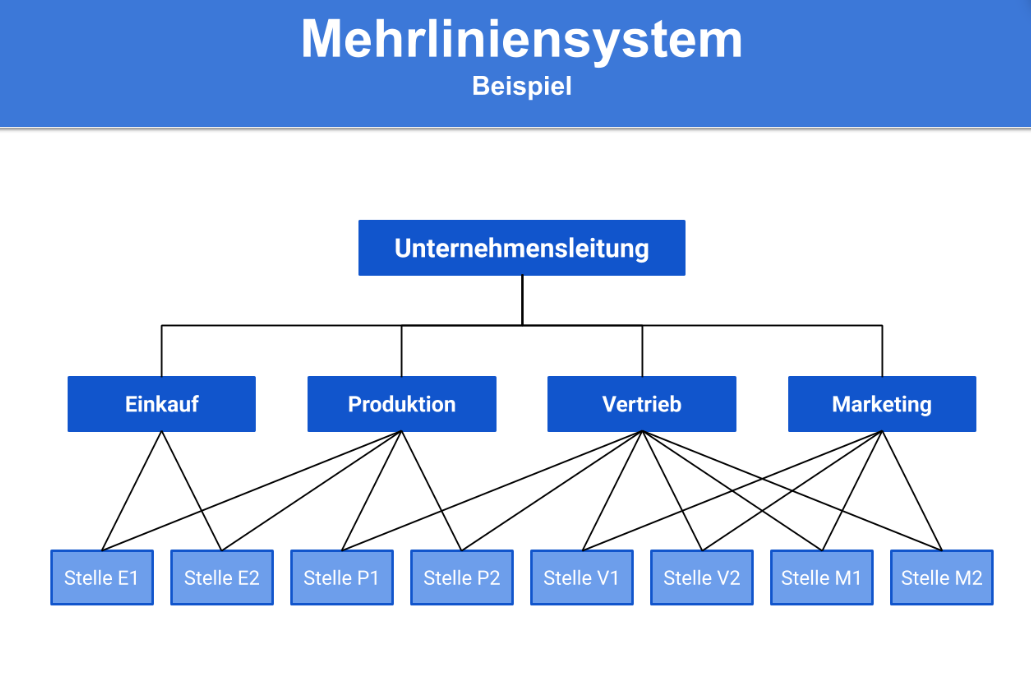 Mehrliniensystem
Beispiel
Unternehmensleitung
Einkauf
Produktion
Vertrieb
Marketing
Stelle E1
Stelle E2
Stelle P1
Stelle P2
Stelle V1
Stelle V2
Stelle M1
Stelle M2